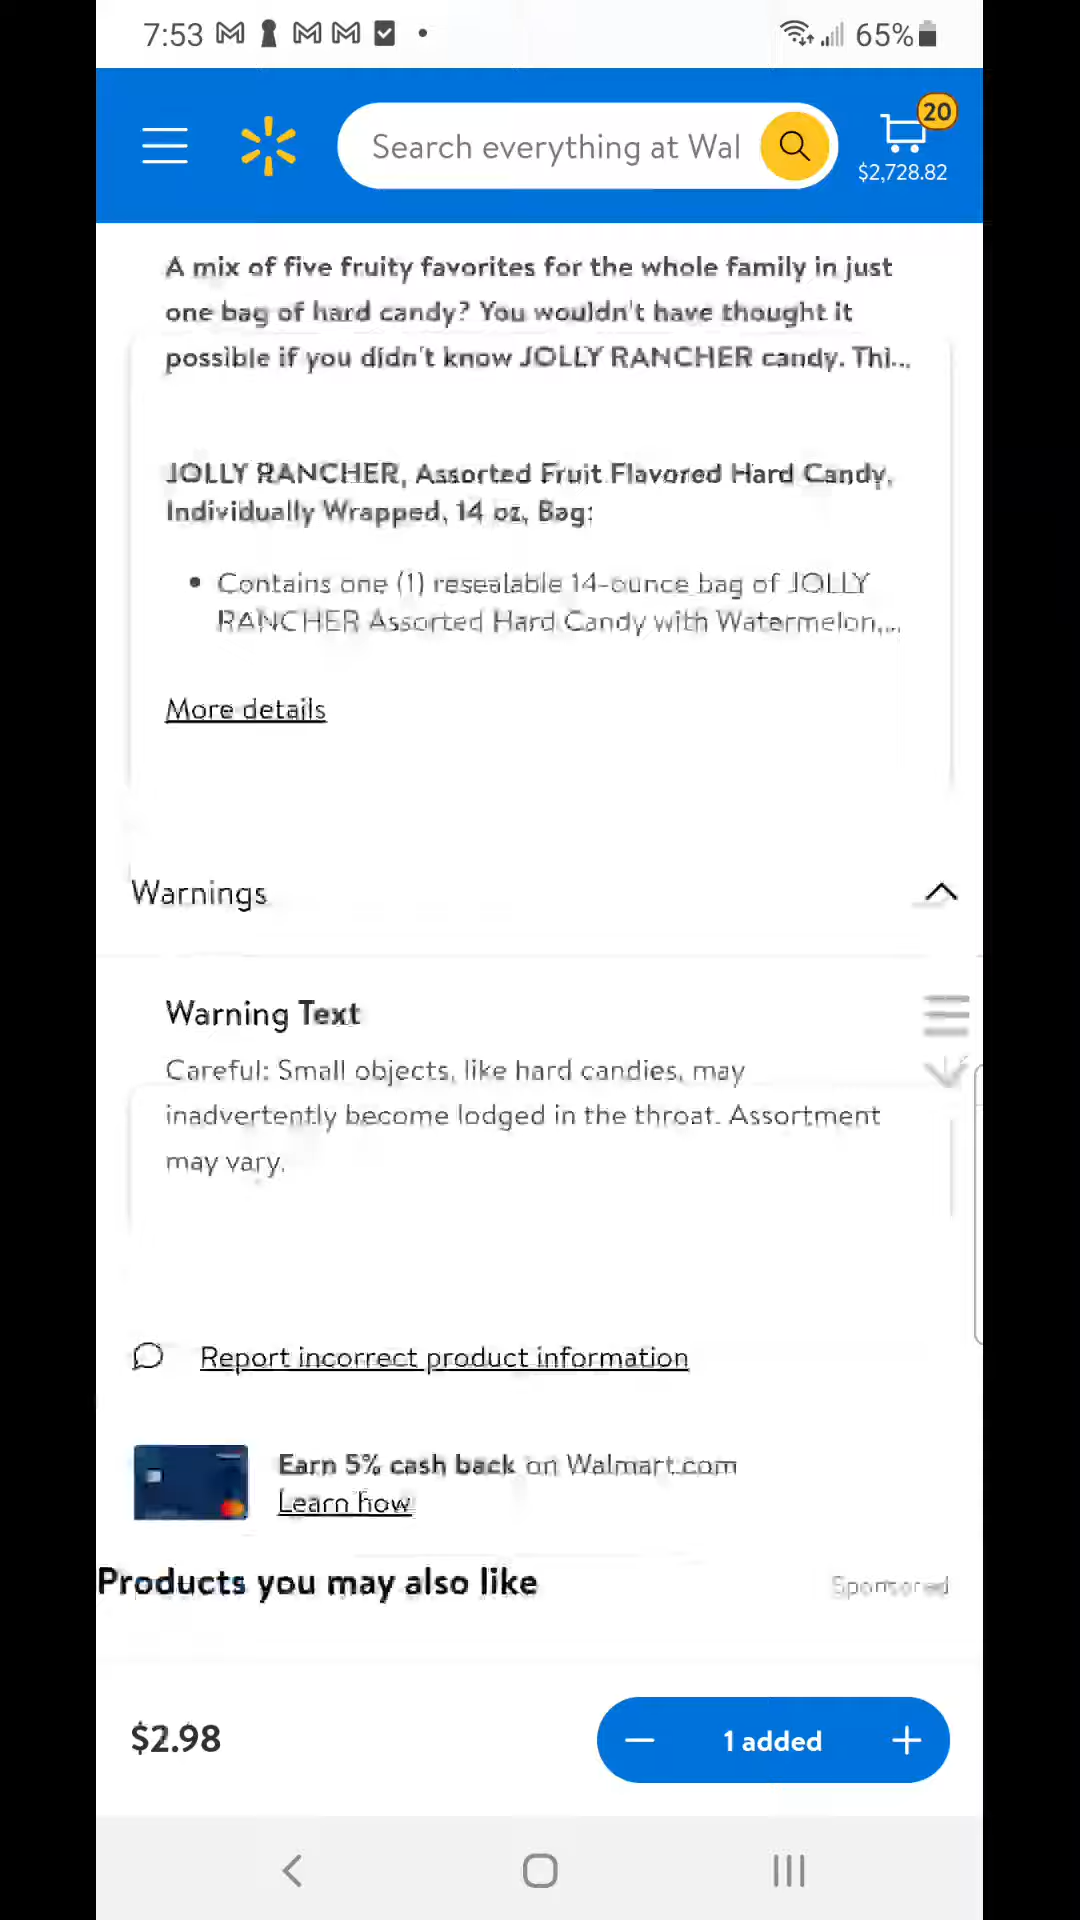 7:53
65%
Search everything at Wal
20
$2,728.82
A mix of five fruity favorites for the whole family in just
one bag of hard candy? You wouldn't have thought it
possible if you didn't know JOLLY RANCHER candy. Thi...
JOLLY RANCHER, Assorted Fruit Flavored Hard Candy,
Individually Wrapped, 14 oz, Bag:
• Contains one (1) resealable 14-ounce bag of JOLLY
RANCHER Assorted Hard Candy with Watermelon,...
More details
Warnings
Warning Text
Careful: Small objects, like hard candies, may
inadvertently become lodged in the throat. Assortment
may vary.
Report incorrect product information
Earn 5% cash back on Walmart.com
Learn how
Products you may also like
Sponsored
$2.98
1 added